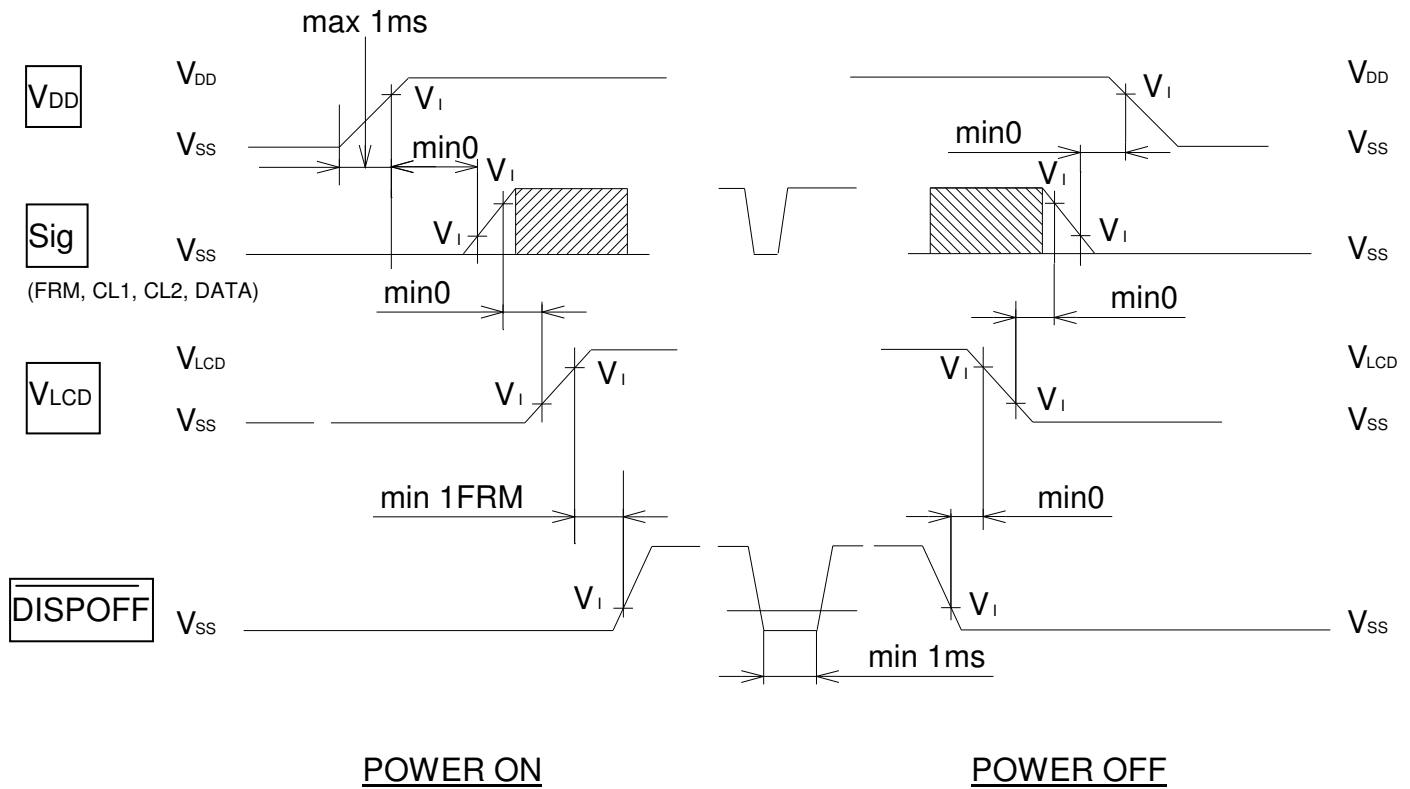 max 1ms
VDD VDD VI VI VDD
min0 min0
VSS VSS
VI VI
Sig VI VI
VSS VSS
(FRM, CL1, CL2, DATA)
min0 min0
VLCD VLCD VI VI VLCD
VI VI
VSS VSS
min 1FRM min0
DISPOFF VI VI
VSS VSS
min 1ms
POWER ON POWER OFF